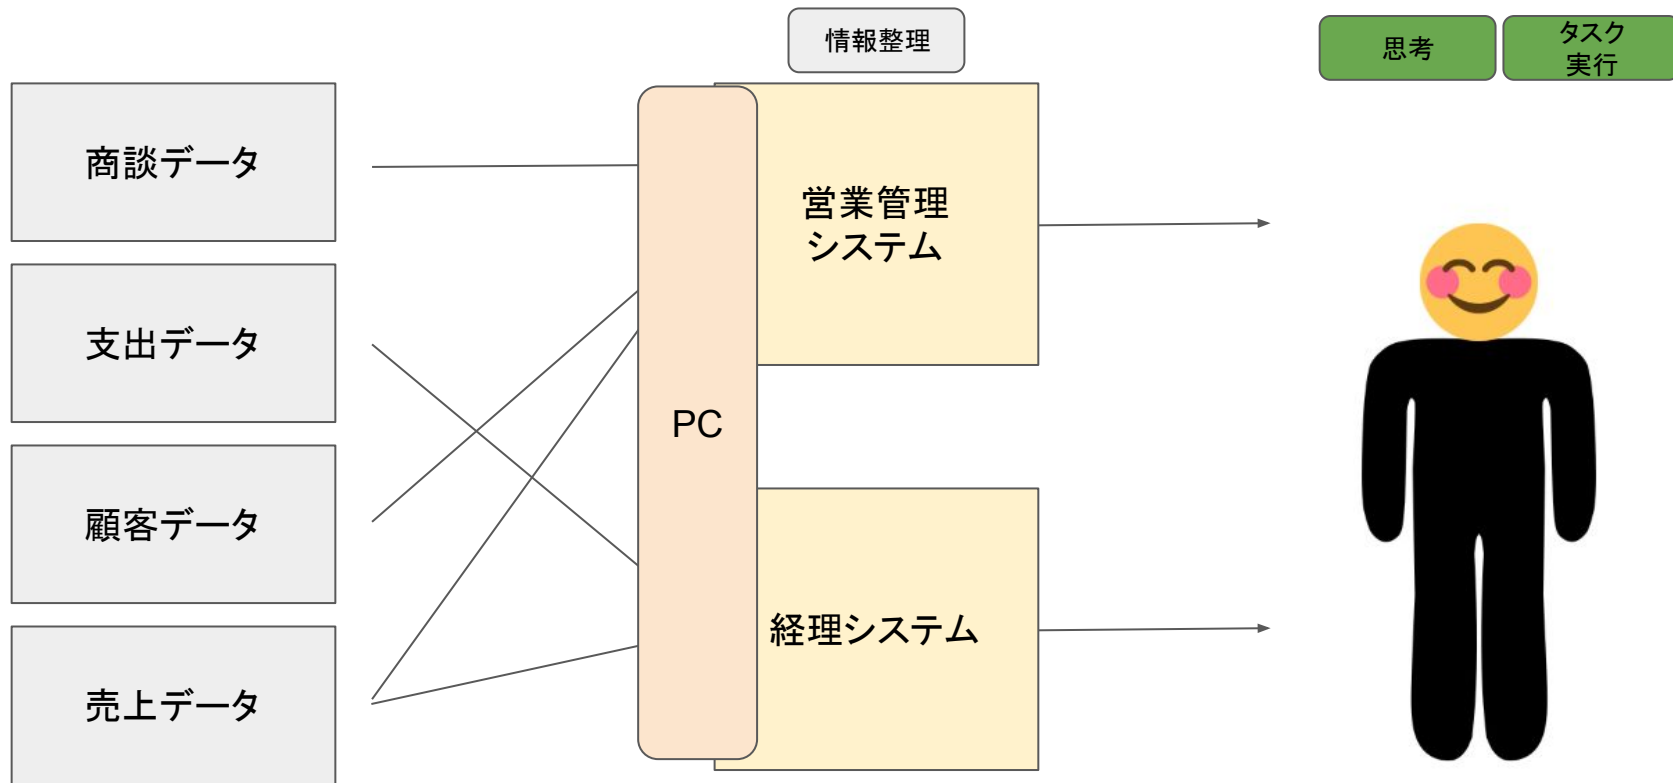 情報整理
思考
タスク
実行
商談データ
支出データ
顧客データ
売上データ
PC
営業管理
システム
経理システム